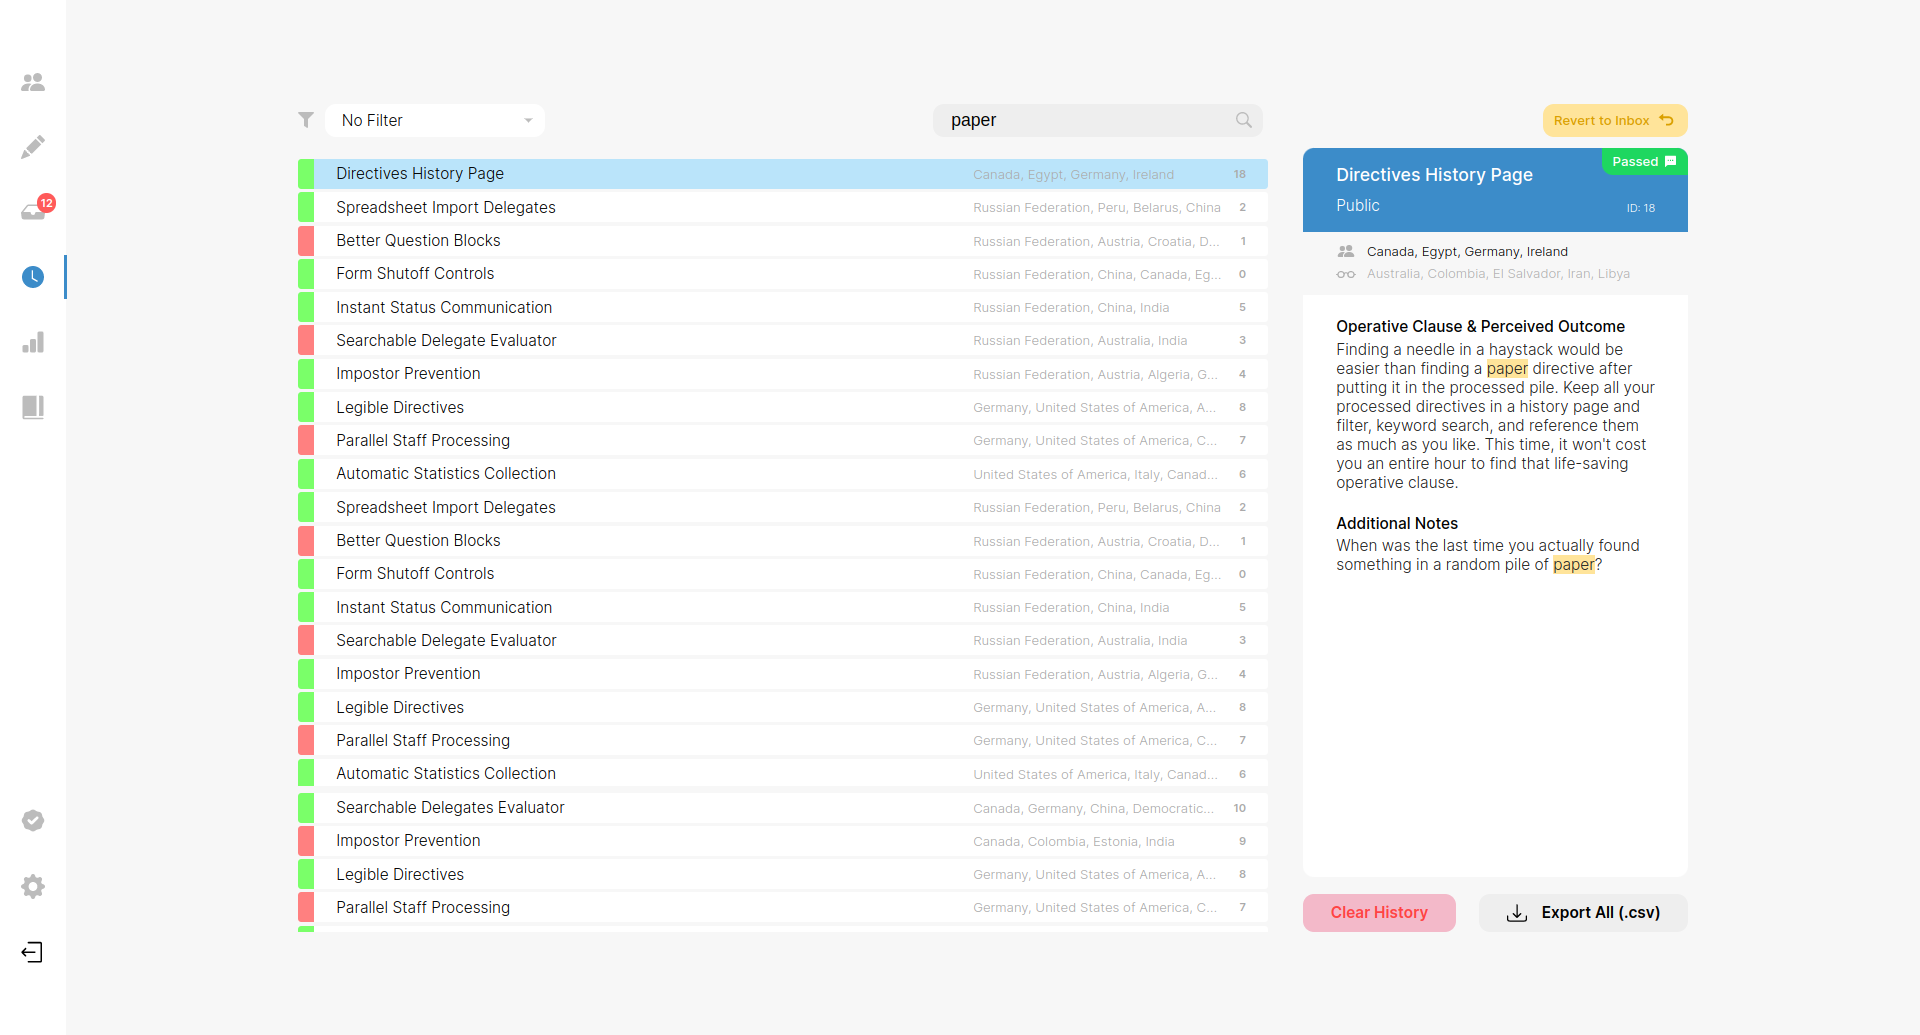 12
No Filter
paper
Directives History Page Canada, Egypt, Germany, Ireland 18
Spreadsheet Import Delegates Russian Federation, Peru, Belarus, China 2
Better Question Blocks Russian Federation, Austria, Croatia, D... 1
Form Shutoff Controls Russian Federation, China, Canada, Eg... 0
Instant Status Communication Russian Federation, China, India 5
Searchable Delegate Evaluator Russian Federation, Australia, India 3
Impostor Prevention Russian Federation, Austria, Algeria, G... 4
Legible Directives Germany, United States of America, A... 8
Parallel Staff Processing Germany, United States of America, C... 7
Automatic Statistics Collection United States of America, Italy, Canad... 6
Spreadsheet Import Delegates Russian Federation, Peru, Belarus, China 2
Better Question Blocks Russian Federation, Austria, Croatia, D... 1
Form Shutoff Controls Russian Federation, China, Canada, Eg... 0
Instant Status Communication Russian Federation, China, India 5
Searchable Delegate Evaluator Russian Federation, Australia, India 3
Impostor Prevention Russian Federation, Austria, Algeria, G... 4
Legible Directives Germany, United States of America, A... 8
Parallel Staff Processing Germany, United States of America, C... 7
Automatic Statistics Collection United States of America, Italy, Canad... 6
Searchable Delegates Evaluator Canada, Germany, China, Democratic... 10
Impostor Prevention Canada, Colombia, Estonia, India 9
Legible Directives Germany, United States of America, A... 8
Parallel Staff Processing Germany, United States of America, C... 7
Revert to Inbox
Passed
Directives History Page
Public ID: 18
Canada, Egypt, Germany, Ireland
Australia, Colombia, El Salvador, Iran, Libya
Operative Clause & Perceived Outcome
Finding a needle in a haystack would be
easier than finding a paper directive after
putting it in the processed pile. Keep all your
processed directives in a history page and
filter, keyword search, and reference them
as much as you like. This time, it won't cost
you an entire hour to find that life-saving
operative clause.
Additional Notes
When was the last time you actually found
something in a random pile of paper?
Clear History
Export All (.csv)